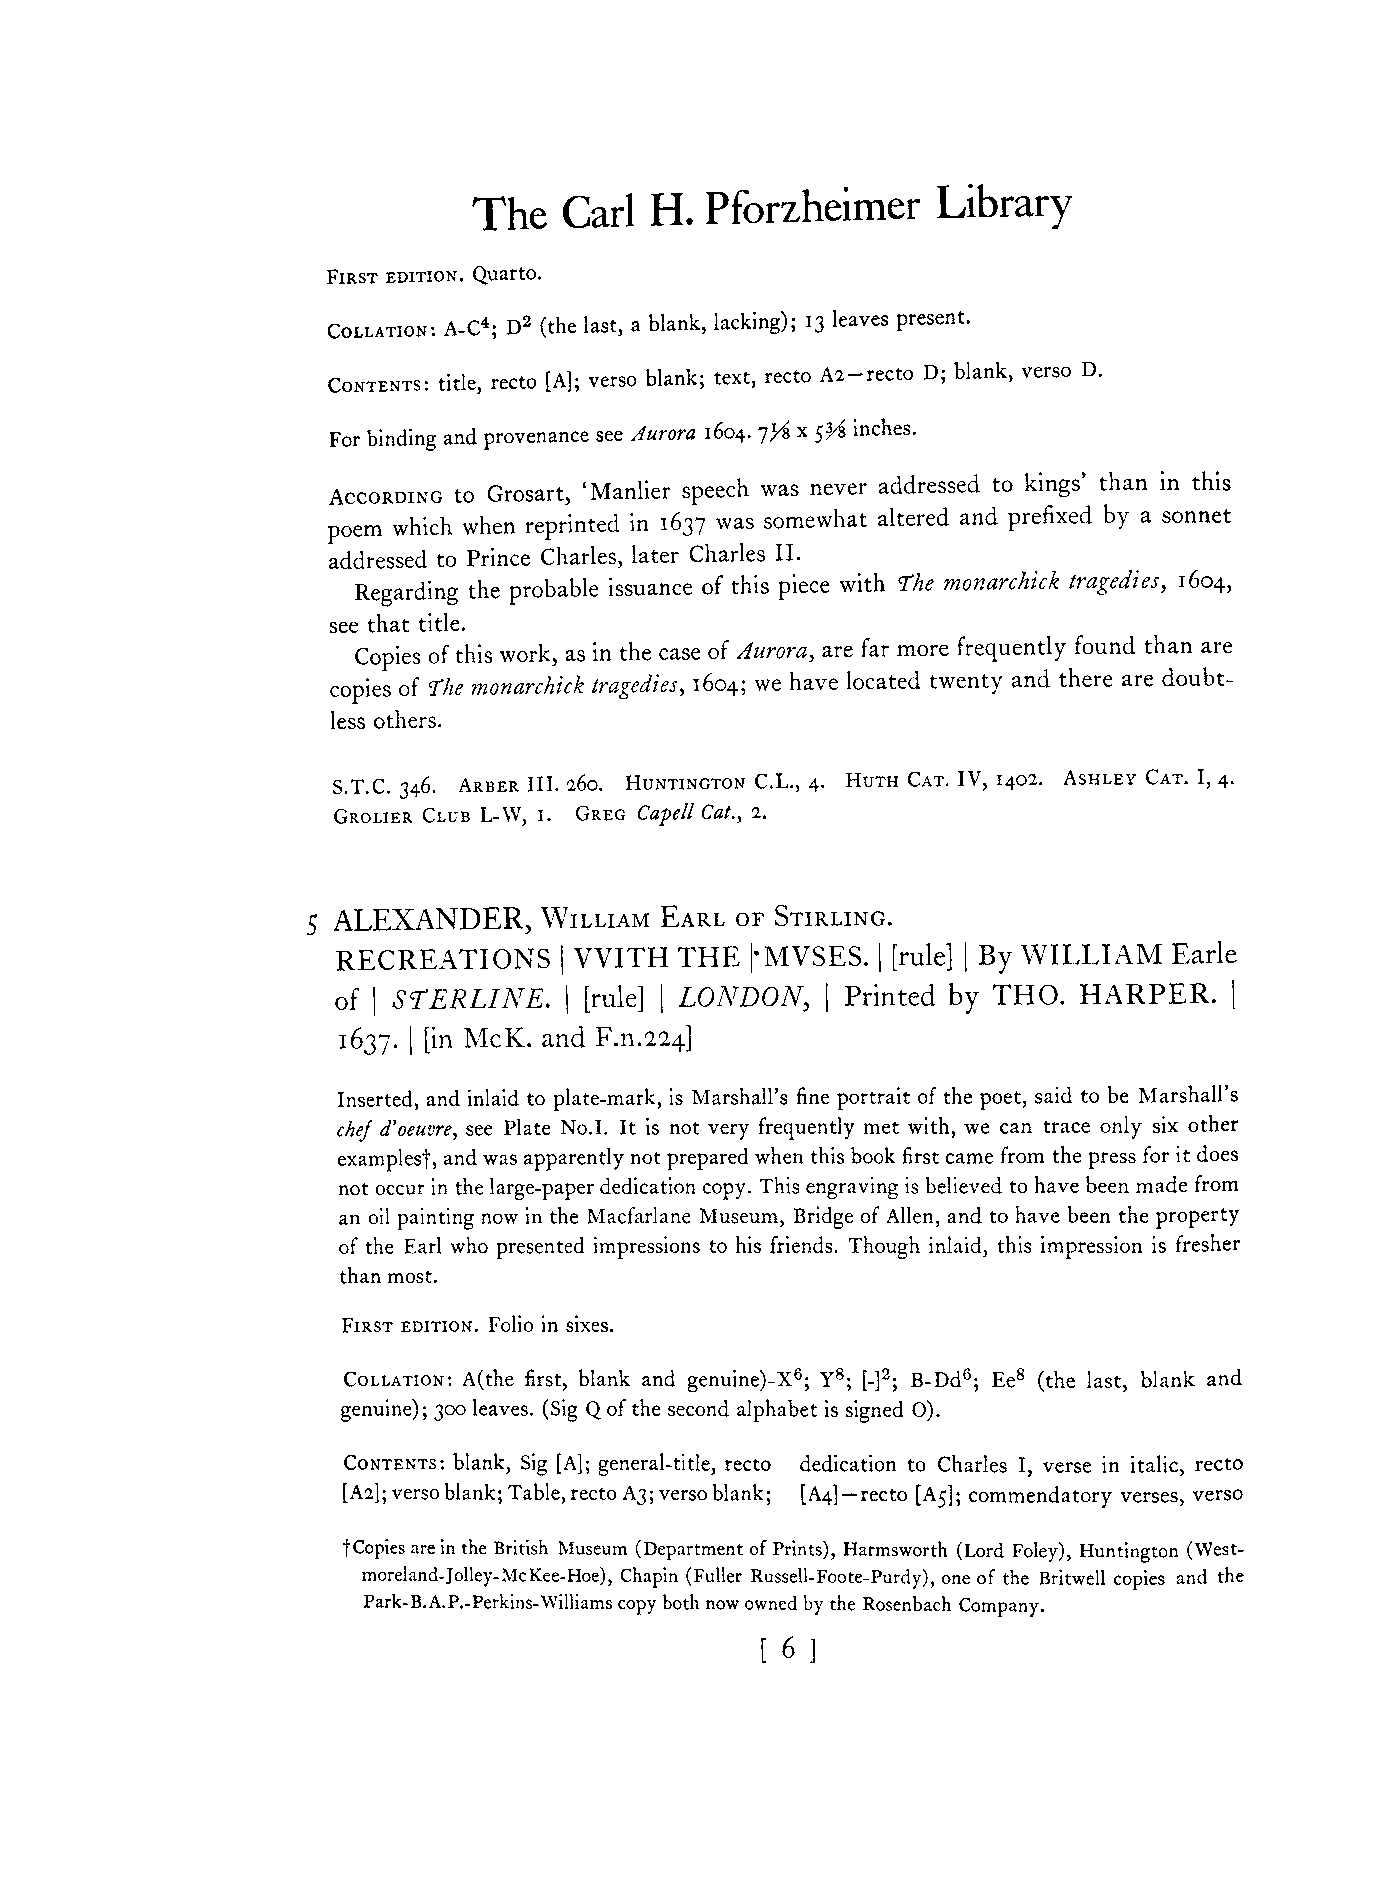 The Carl H. Pforzheimer Library
First edition. Quarto.
Collation: A-C⁴; D² (the last, a blank, lacking); 13 leaves present.
Contents: title, recto [A]; verso blank; text, recto A2—recto D; blank, verso D.
For binding and provenance see Aurora 1604. 7⅛ x 5⅜ inches.
According to Grosart, ‘Manlier speech was never addressed to kings’ than in this
poem which when reprinted in 1637 was somewhat altered and prefixed by a sonnet
addressed to Prince Charles, later Charles II.
Regarding the probable issuance of this piece with The monarchick tragedies, 1604,
see that title.
Copies of this work, as in the case of Aurora, are far more frequently found than are
copies of The monarchick tragedies, 1604; we have located twenty and there are doubt-
less others.
S.T.C. 346. Arber III. 260. Huntington C.L., 4. Huth Cat. IV, 1402. Ashley Cat. I, 4.
Grolier Club L-W, 1. Greg Capell Cat., 2.
5 ALEXANDER, William Earl of Stirling.
RECREATIONS | VVITH THE | MVSES. | [rule] | By WILLIAM Earle
of | STERLINE. | [rule] | LONDON, | Printed by THO. HARPER. |
1637. | [in McK. and F.n.224]
Inserted, and inlaid to plate-mark, is Marshall's fine portrait of the poet, said to be Marshall's
chef d'oeuvre, see Plate No.I. It is not very frequently met with, we can trace only six other
examples†, and was apparently not prepared when this book first came from the press for it does
not occur in the large-paper dedication copy. This engraving is believed to have been made from
an oil painting now in the Macfarlane Museum, Bridge of Allen, and to have been the property
of the Earl who presented impressions to his friends. Though inlaid, this impression is fresher
than most.
First edition. Folio in sixes.
Collation: A(the first, blank and genuine)-X⁶; Y⁸; [-]²; B-Dd⁶; Ee⁸ (the last, blank and
genuine); 300 leaves. (Sig Q of the second alphabet is signed O).
Contents: blank, Sig [A]; general-title, recto
[A2]; verso blank; Table, recto A3; verso blank;
dedication to Charles I, verse in italic, recto
[A4]—recto [A5]; commendatory verses, verso
†Copies are in the British Museum (Department of Prints), Harmsworth (Lord Foley), Huntington (West-
moreland-Jolley-McKee-Hoe), Chapin (Fuller Russell-Foote-Purdy), one of the Britwell copies and the
Park-B.A.P.-Perkins-Williams copy both now owned by the Rosenbach Company.
[ 6 ]